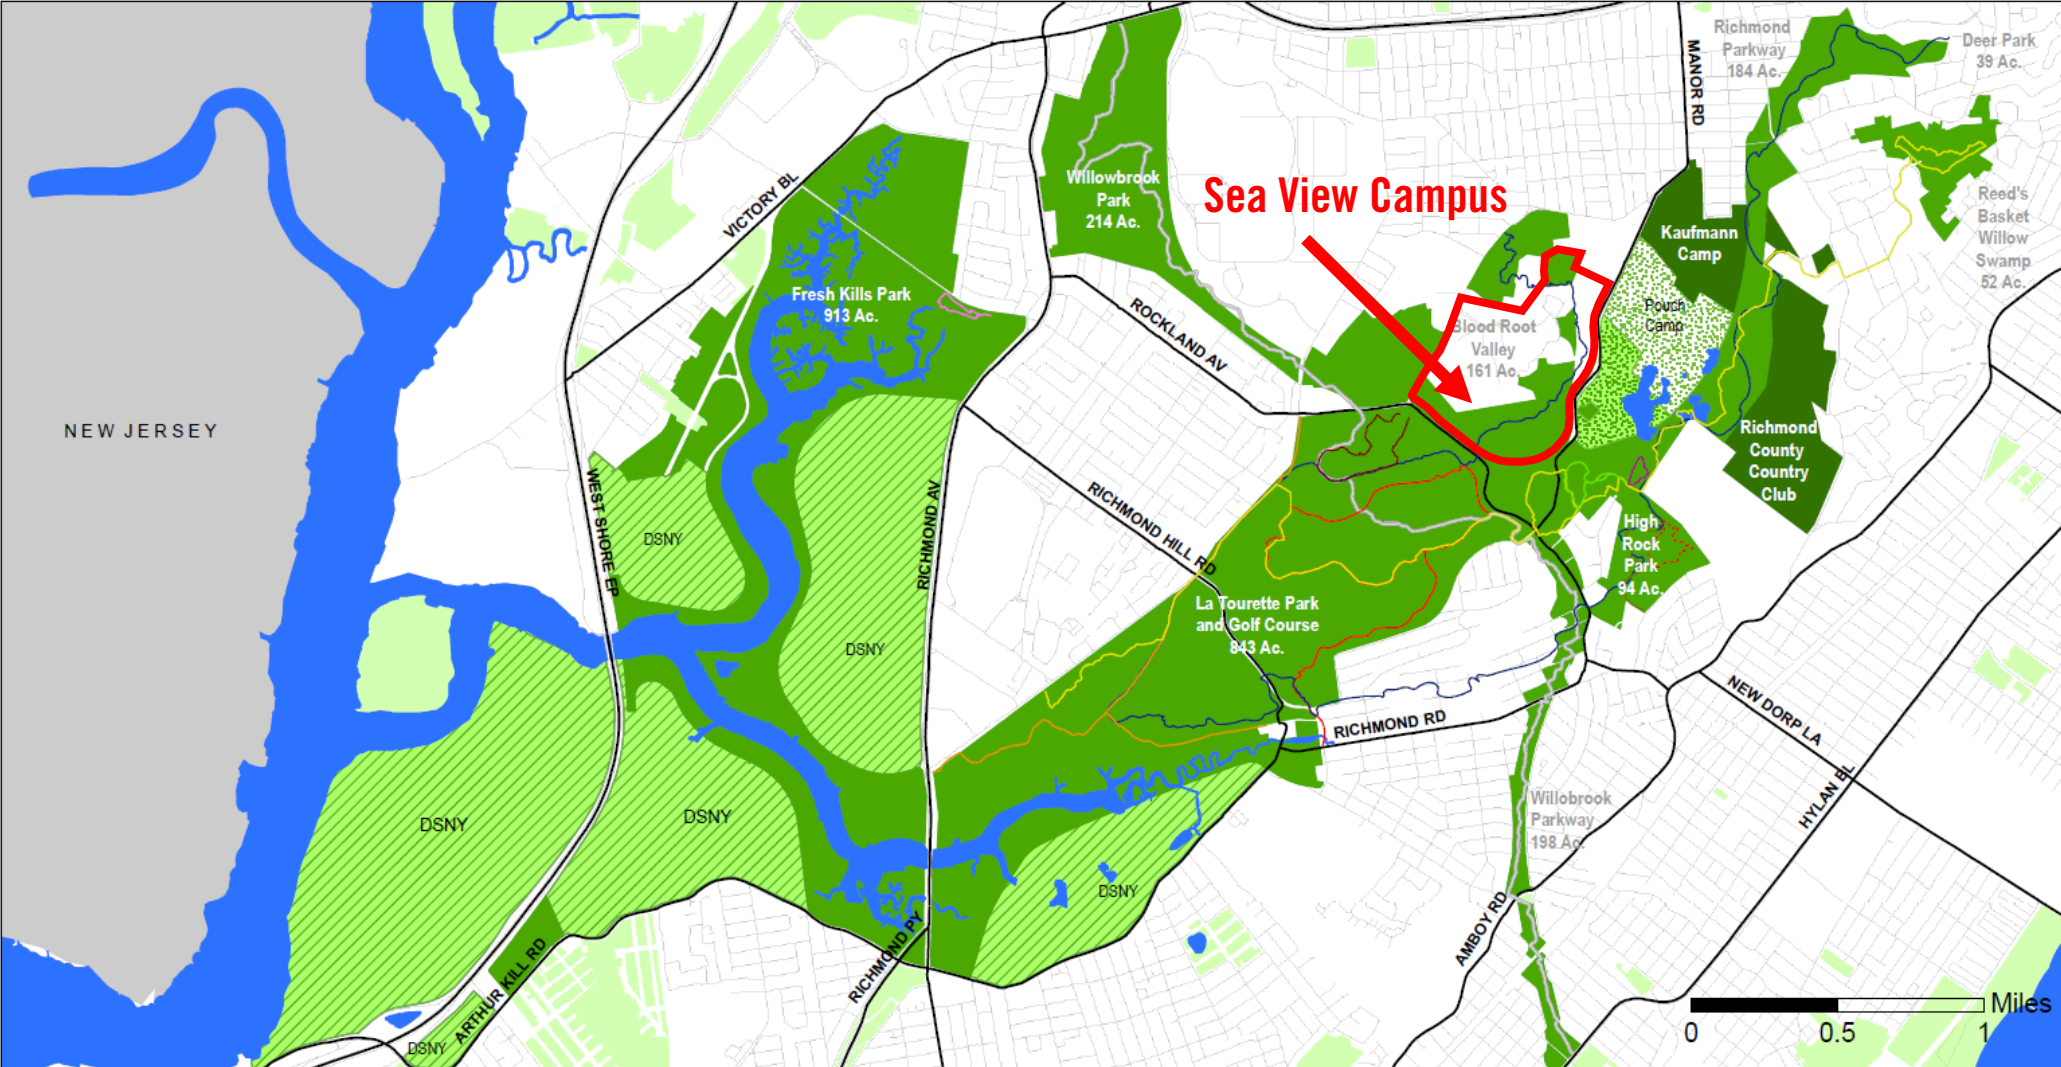 Richmond
Parkway
184 Ac.
Deer Park
39 Ac.
MANOR RD
Willowbrook
Park
214 Ac.
VICTORY BL
Sea View Campus
Reed's
Basket
Willow
Swamp
52 Ac.
Kaufmann
Camp
Fresh Kills Park
913 Ac.
Pouch
Camp
ROCKLAND AV
Blood Root
Valley
161 Ac.
NEW JERSEY
Richmond
County
Country
Club
WEST SHORE EP
RICHMOND AV
RICHMOND HILL RD
DSNY
High
Rock
Park
94 Ac.
La Tourette Park
and Golf Course
843 Ac.
DSNY
NEW DORP LA
RICHMOND RD
HYLAN BL
Willobrook
Parkway
198 Ac.
DSNY
DSNY
DSNY
AMBOY RD
RICHMOND PY
ARTHUR KILL RD
DSNY
Miles
0 0.5 1